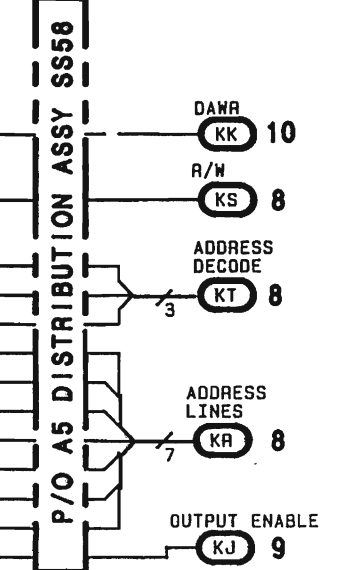 P/O A5 DISTRIBUTION ASSY SS58
DAWR
KK 10
R/W
KS 8
ADDRESS
DECODE
3
KT 8
ADDRESS
LINES
7
KR 8
OUTPUT ENABLE
KJ 9